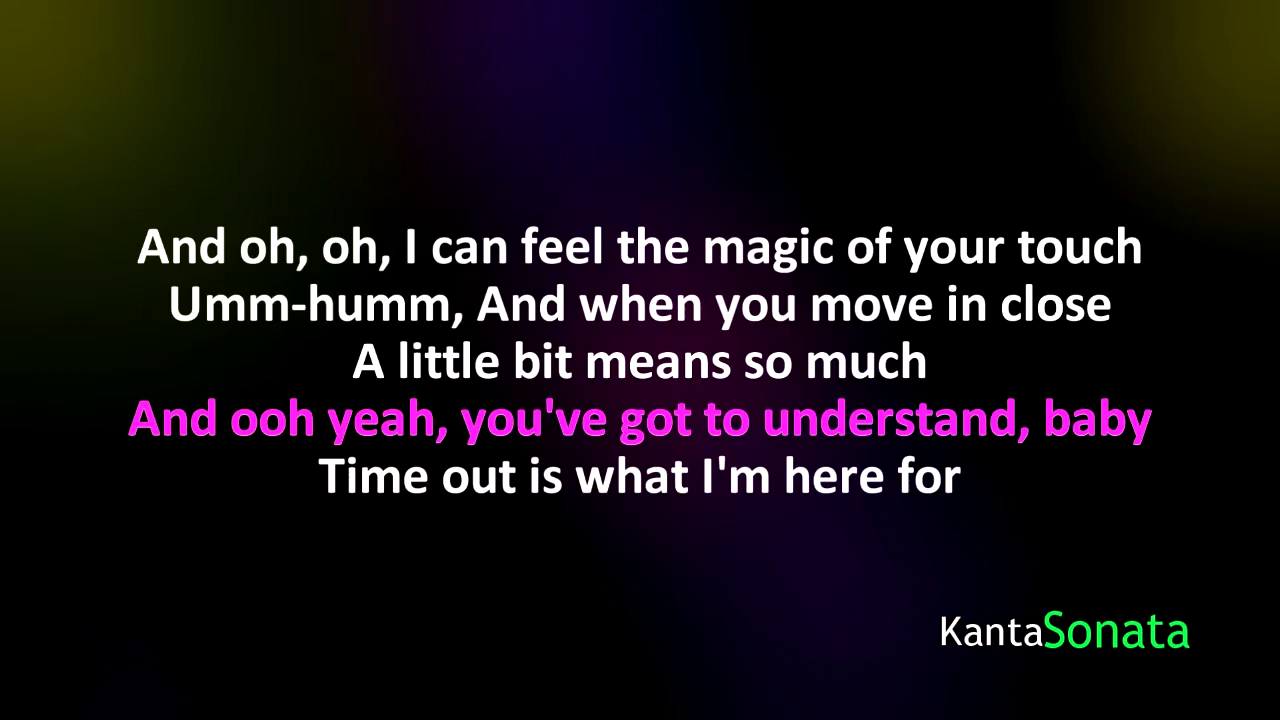 And oh, oh, I can feel the magic of your touch
Umm-humm, And when you move in close
A little bit means so much
And ooh yeah, you've got to understand, baby
Time out is what I'm here for
KantaSonata